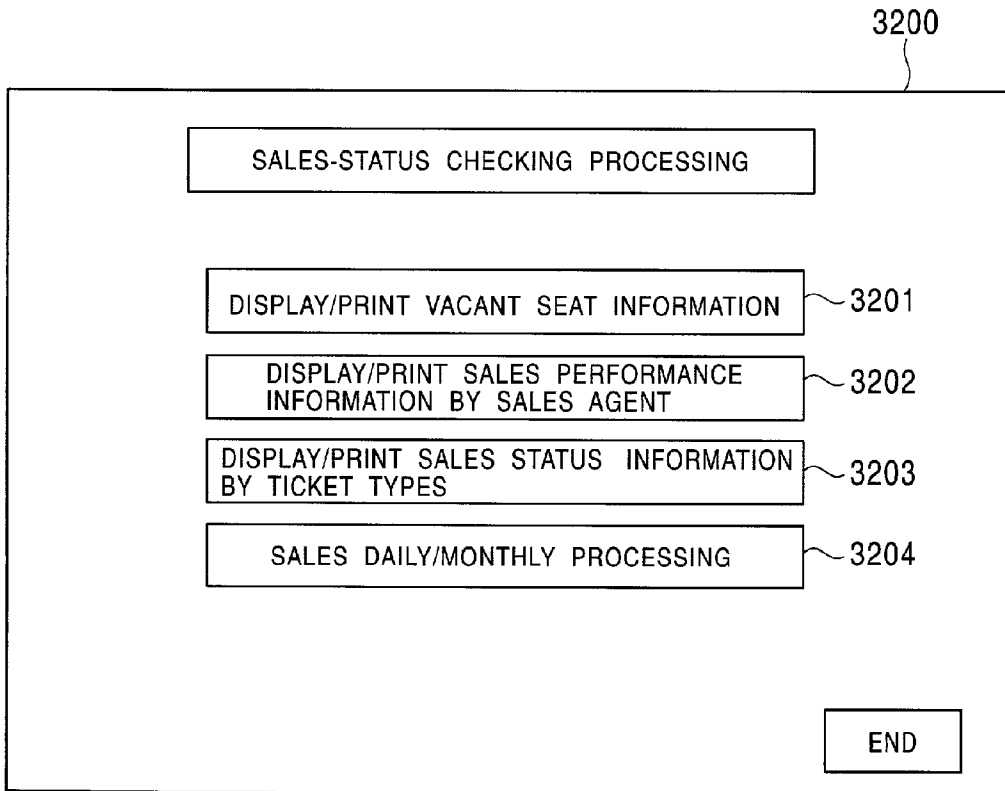 3200
SALES-STATUS CHECKING PROCESSING
DISPLAY/PRINT VACANT SEAT INFORMATION
3201
DISPLAY/PRINT SALES PERFORMANCE
INFORMATION BY SALES AGENT
3202
DISPLAY/PRINT SALES STATUS INFORMATION
BY TICKET TYPES
3203
SALES DAILY/MONTHLY PROCESSING
3204
END